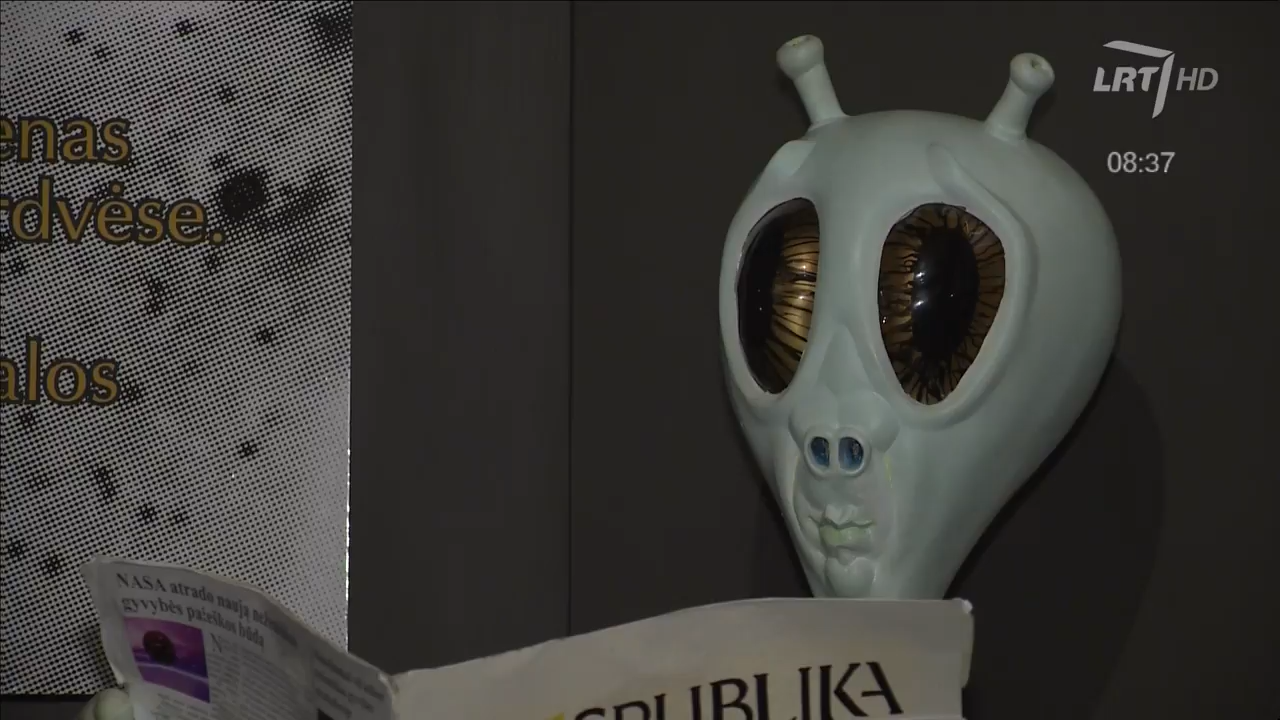 enas
rdvėse.
alos
LRT HD
08:37
NASA atrado naują
gyvybės paieškos būdą
SPUBLIKA